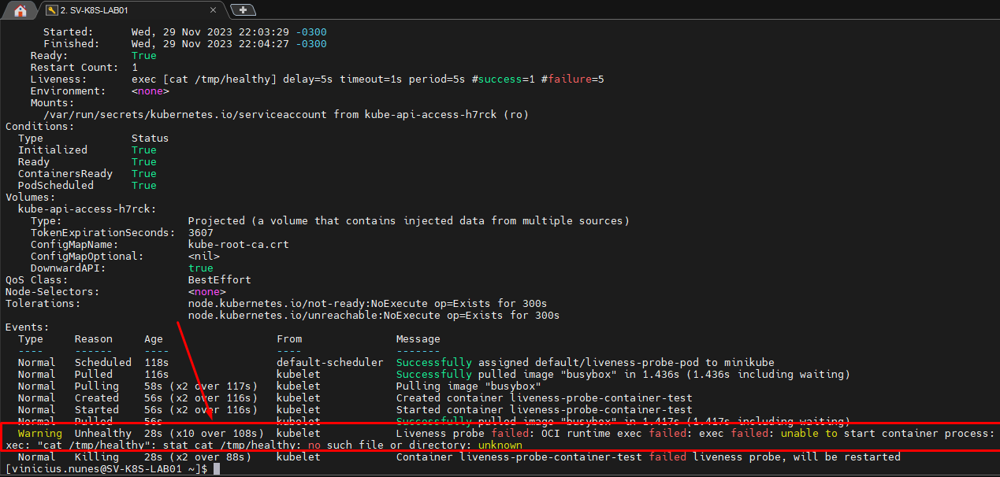 2. SV-K8S-LAB01
Started: Wed, 29 Nov 2023 22:03:29 -0300
Finished: Wed, 29 Nov 2023 22:04:27 -0300
Ready: True
Restart Count: 1
Liveness: exec [cat /tmp/healthy] delay=5s timeout=1s period=5s #success=1 #failure=5
Environment: <none>
Mounts:
/var/run/secrets/kubernetes.io/serviceaccount from kube-api-access-h7rck (ro)
Conditions:
Type Status
Initialized True
Ready True
ContainersReady True
PodScheduled True
Volumes:
kube-api-access-h7rck:
Type: Projected (a volume that contains injected data from multiple sources)
TokenExpirationSeconds: 3607
ConfigMapName: kube-root-ca.crt
ConfigMapOptional: <nil>
DownwardAPI: true
QoS Class: BestEffort
Node-Selectors: <none>
Tolerations: node.kubernetes.io/not-ready:NoExecute op=Exists for 300s
node.kubernetes.io/unreachable:NoExecute op=Exists for 300s
Events:
Type Reason Age From Message
---- ------ ---- ---- -------
Normal Scheduled 118s default-scheduler Successfully assigned default/liveness-probe-pod to minikube
Normal Pulled 116s kubelet Successfully pulled image "busybox" in 1.436s (1.436s including waiting)
Normal Pulling 58s (x2 over 117s) kubelet Pulling image "busybox"
Normal Created 56s (x2 over 116s) kubelet Created container liveness-probe-container-test
Normal Started 56s (x2 over 116s) kubelet Started container liveness-probe-container-test
Normal Pulled 56s kubelet Successfully pulled image "busybox" in 1.417s (1.417s including waiting)
Warning Unhealthy 28s (x10 over 108s) kubelet Liveness probe failed: OCI runtime exec failed: exec failed: unable to start container process:
xec: "cat /tmp/healthy": stat cat /tmp/healthy: no such file or directory: unknown
Normal Killing 28s (x2 over 88s) kubelet Container liveness-probe-container-test failed liveness probe, will be restarted
[vinicius.nunes@SV-K8S-LAB01 ~]$